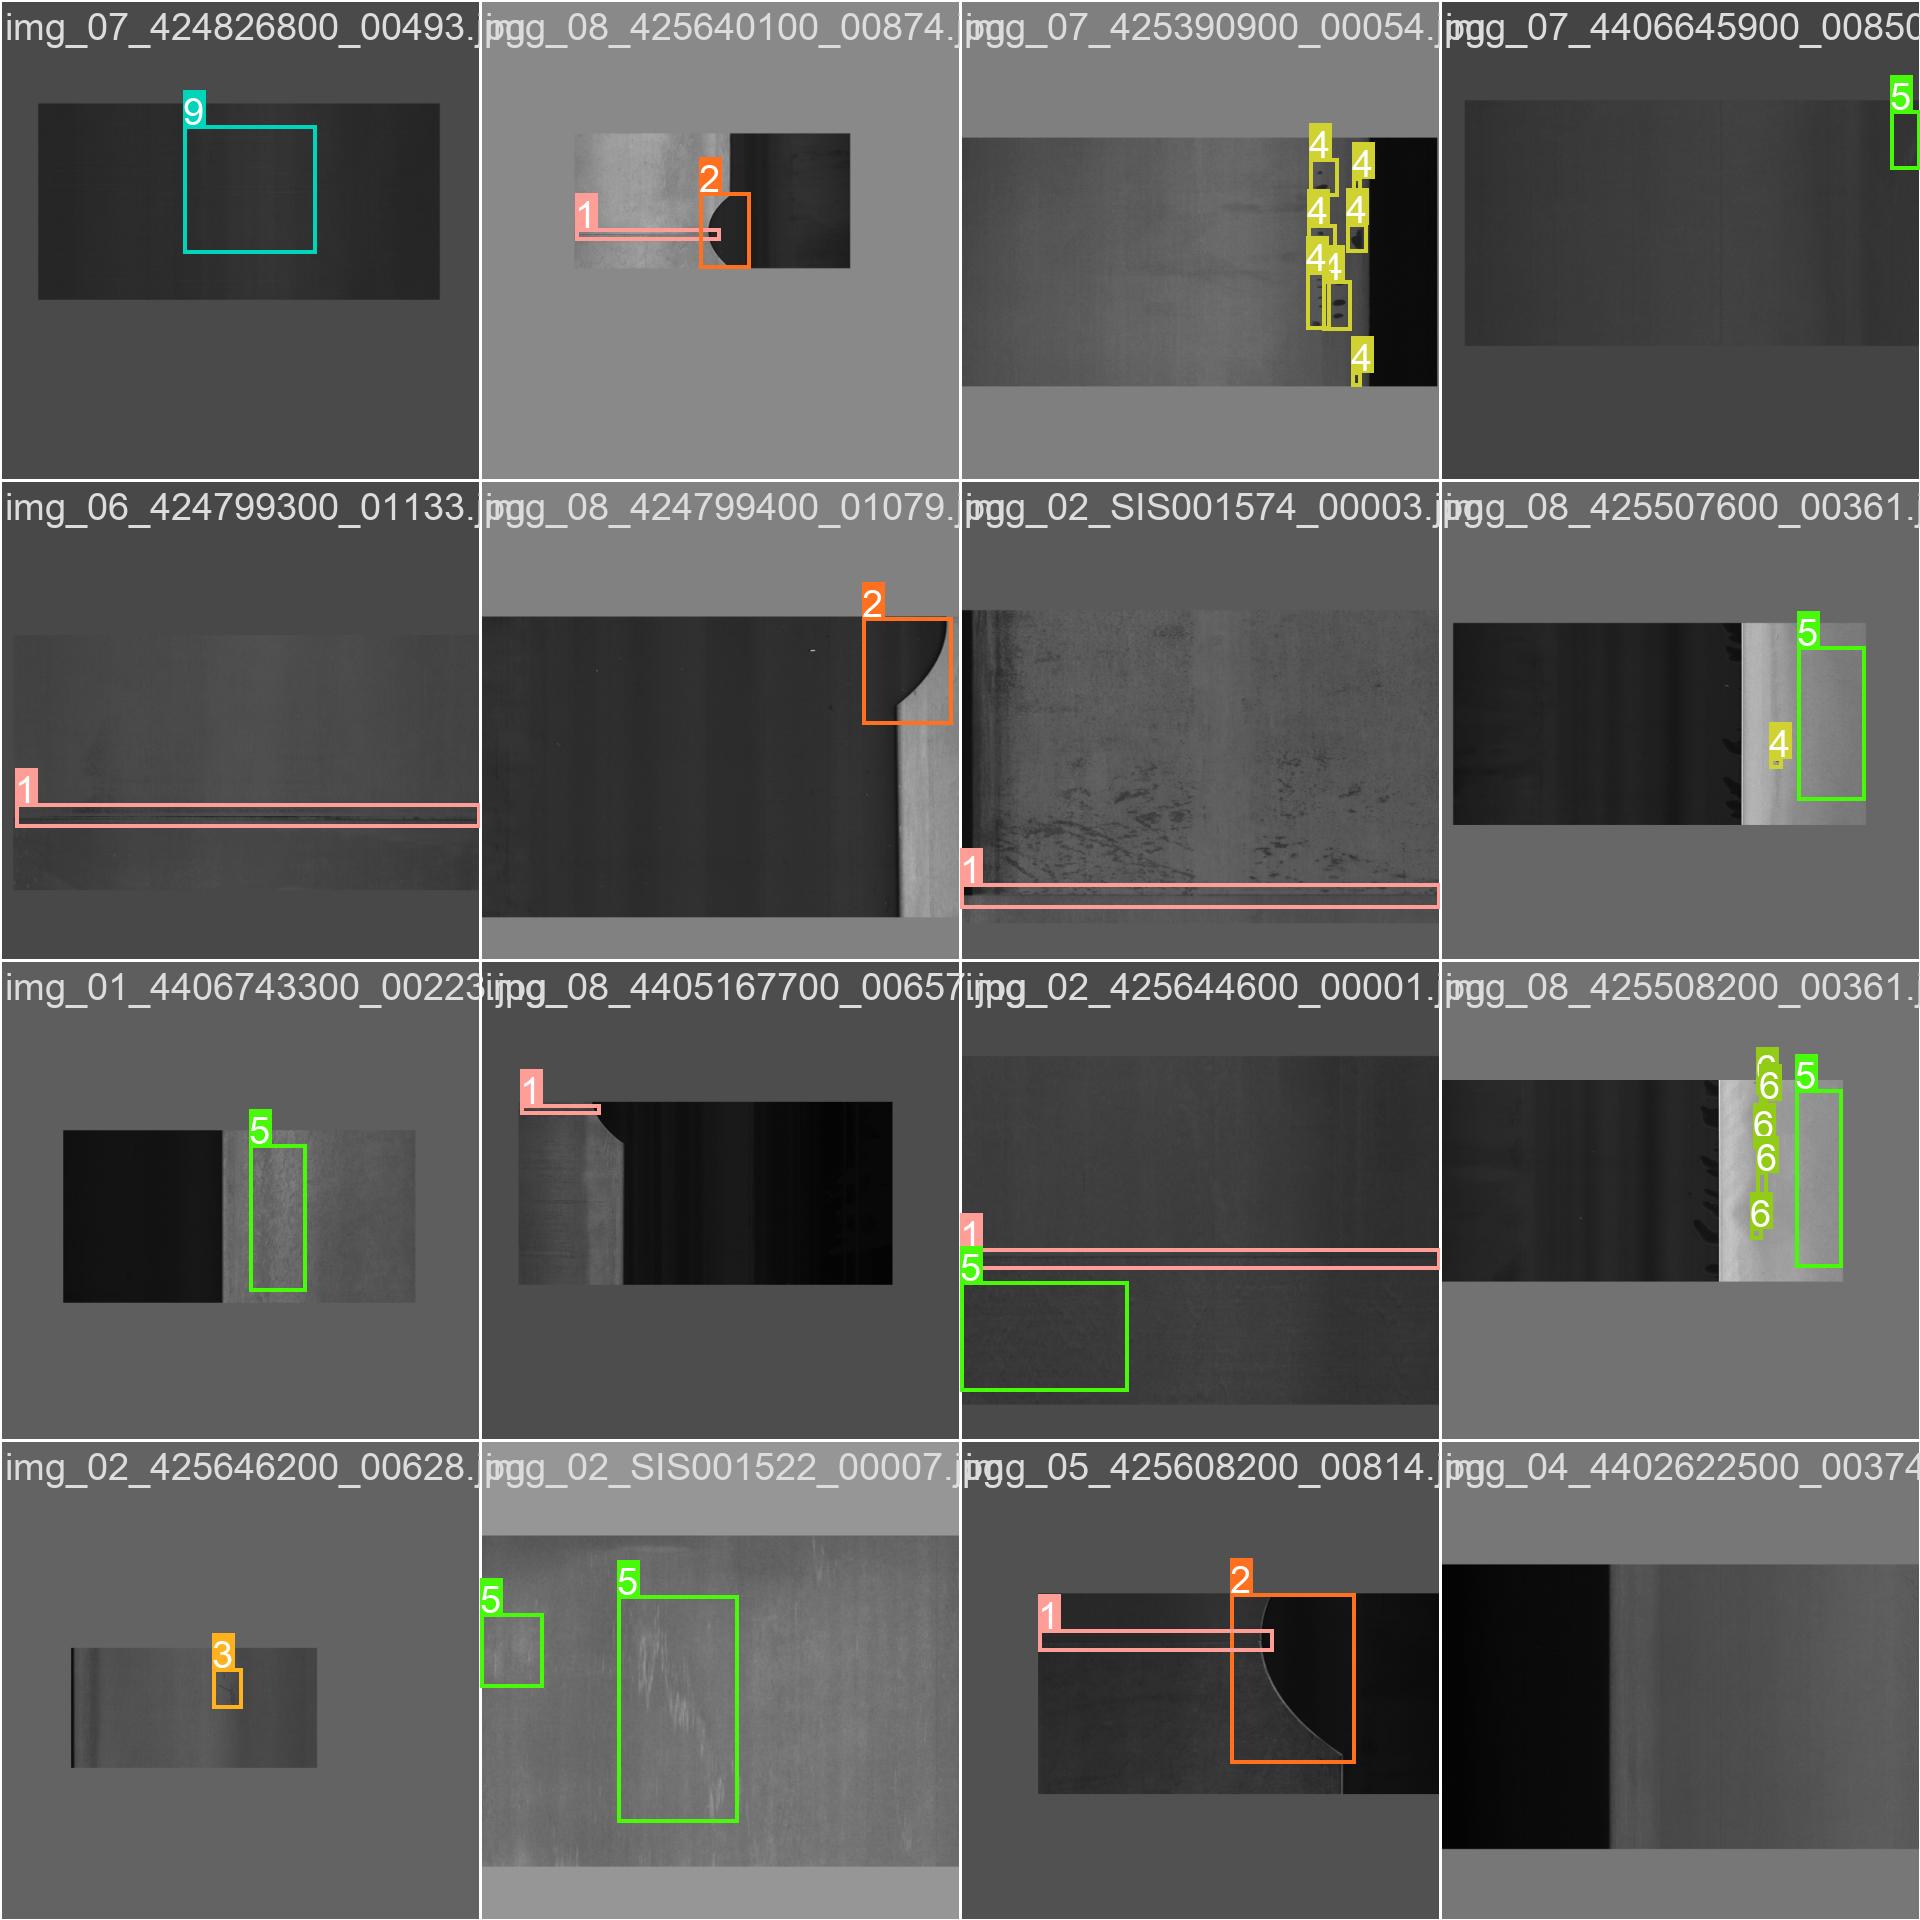 img_07_424826800_00493.jpg
img_08_425640100_00874.jpg
img_07_425390900_00054.jpg
img_07_4406645900_00850
9
2
1
4
4
4
4
4
4
4
5
img_06_424799300_01133.jpg
img_08_424799400_01079.jpg
img_02_SIS001574_00003.jpg
img_08_425507600_00361.j
1
2
1
5
4
img_01_4406743300_00223.jpg
img_08_4405167700_00657.jpg
img_02_425644600_00001.jpg
img_08_425508200_00361.j
5
1
1
5
6
6
6
6
6
5
img_02_425646200_00628.jpg
img_02_SIS001522_00007.jpg
img_05_425608200_00814.jpg
img_04_4402622500_00374
3
5
5
1
2